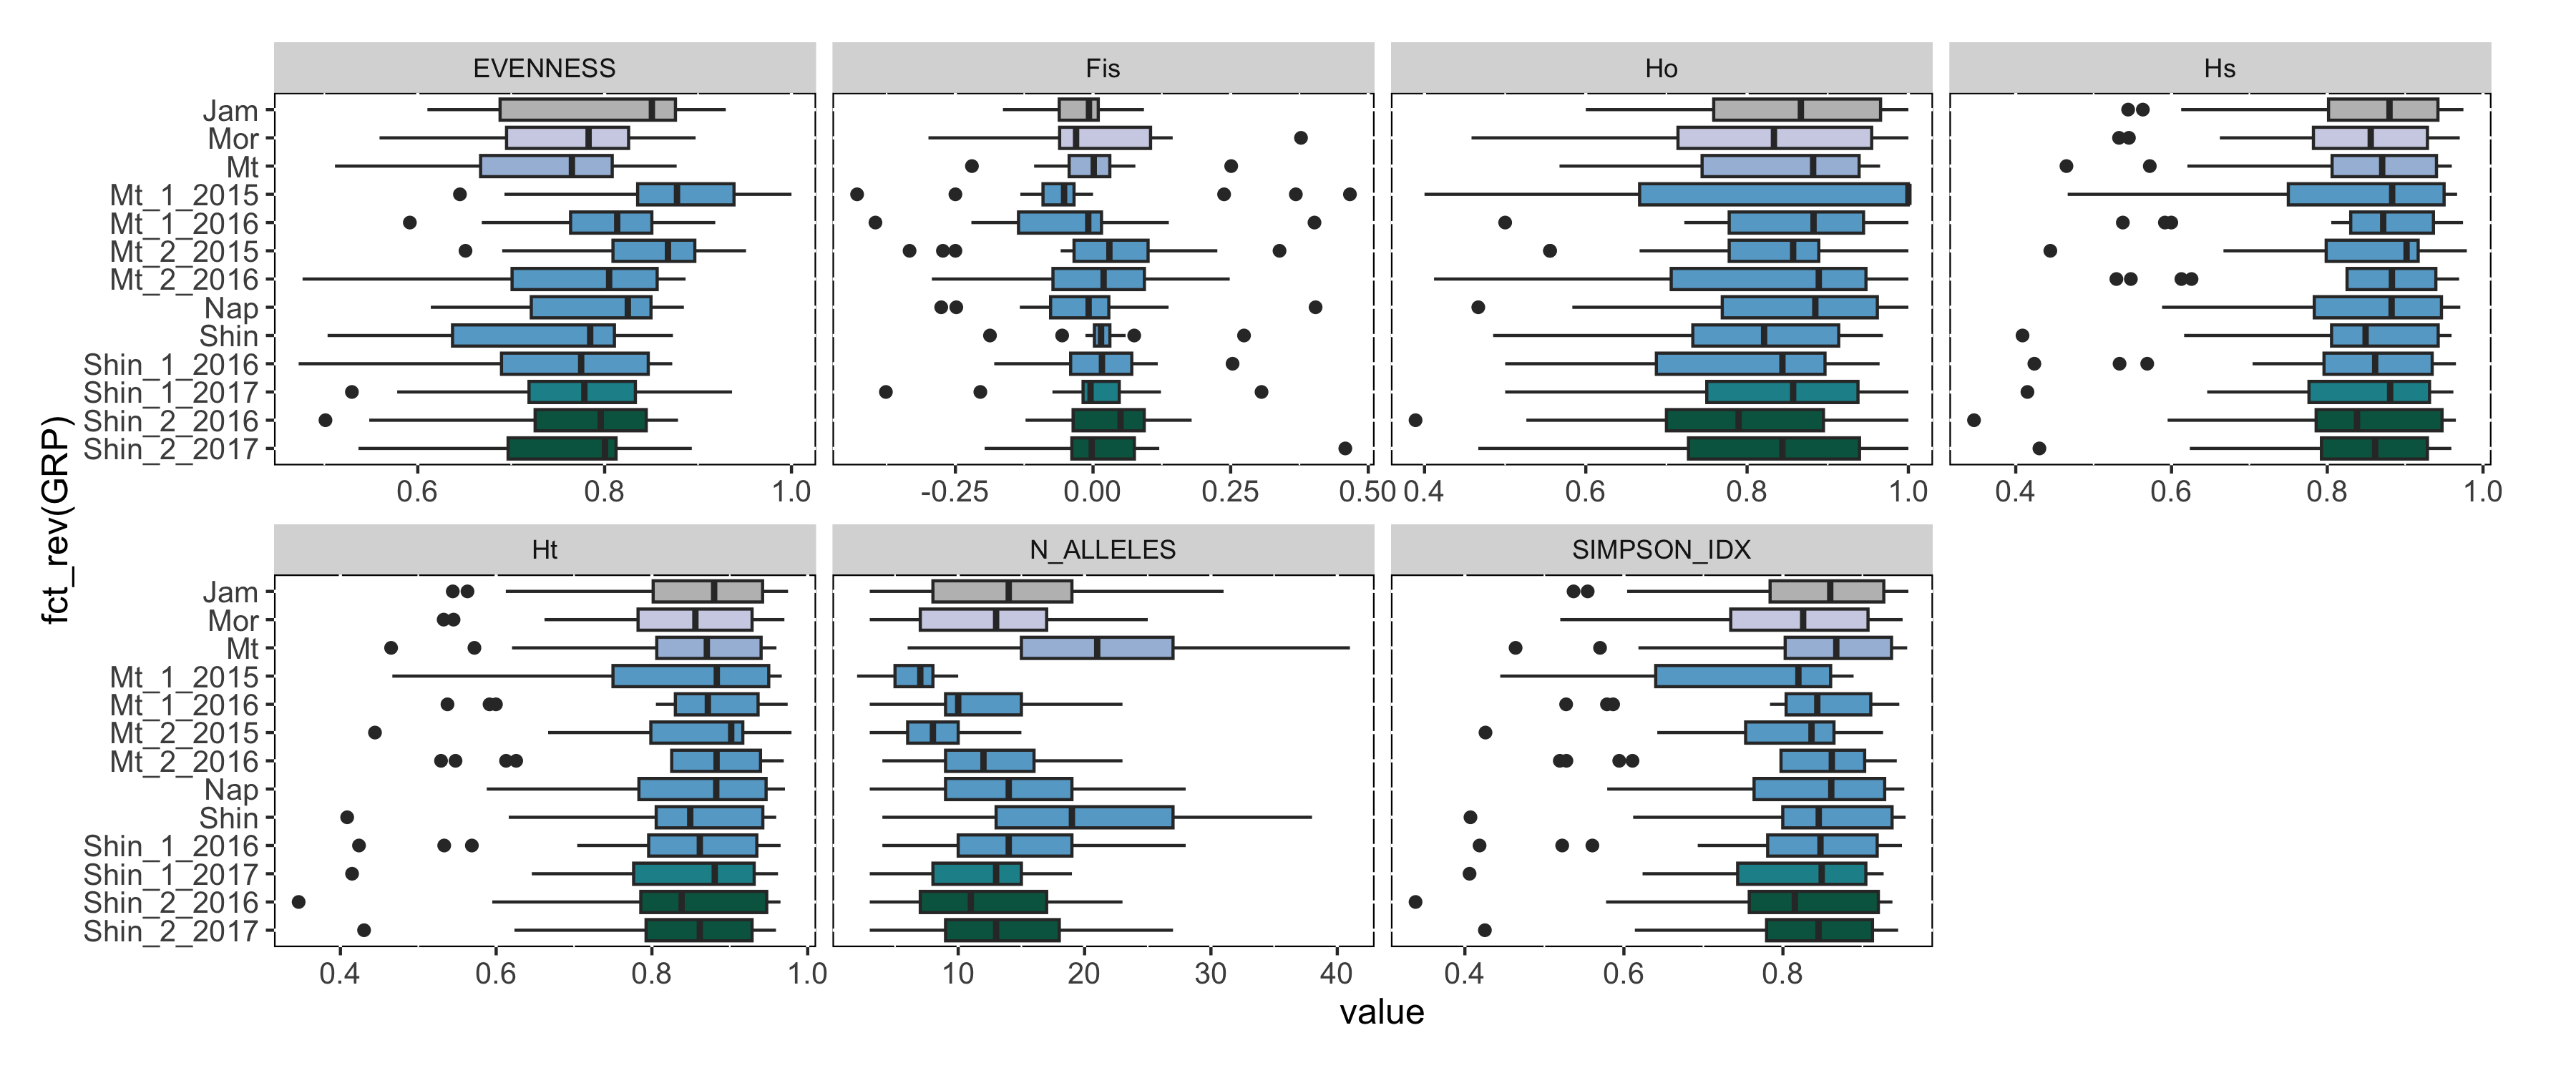 EVENNESS Fis Ho Hs
Jam
Mor
Mt
Mt_1_2015
Mt_1_2016
Mt_2_2015
Mt_2_2016
Nap
Shin
Shin_1_2016
Shin_1_2017
Shin_2_2016
Shin_2_2017
0.6 0.8 1.0 -0.25 0.00 0.25 0.50 0.4 0.6 0.8 1.0 0.4 0.6 0.8 1.0
fct_rev(GRP)
Ht N_ALLELES SIMPSON_IDX
Jam
Mor
Mt
Mt_1_2015
Mt_1_2016
Mt_2_2015
Mt_2_2016
Nap
Shin
Shin_1_2016
Shin_1_2017
Shin_2_2016
Shin_2_2017
0.4 0.6 0.8 1.0 10 20 30 40 0.4 0.6 0.8
value